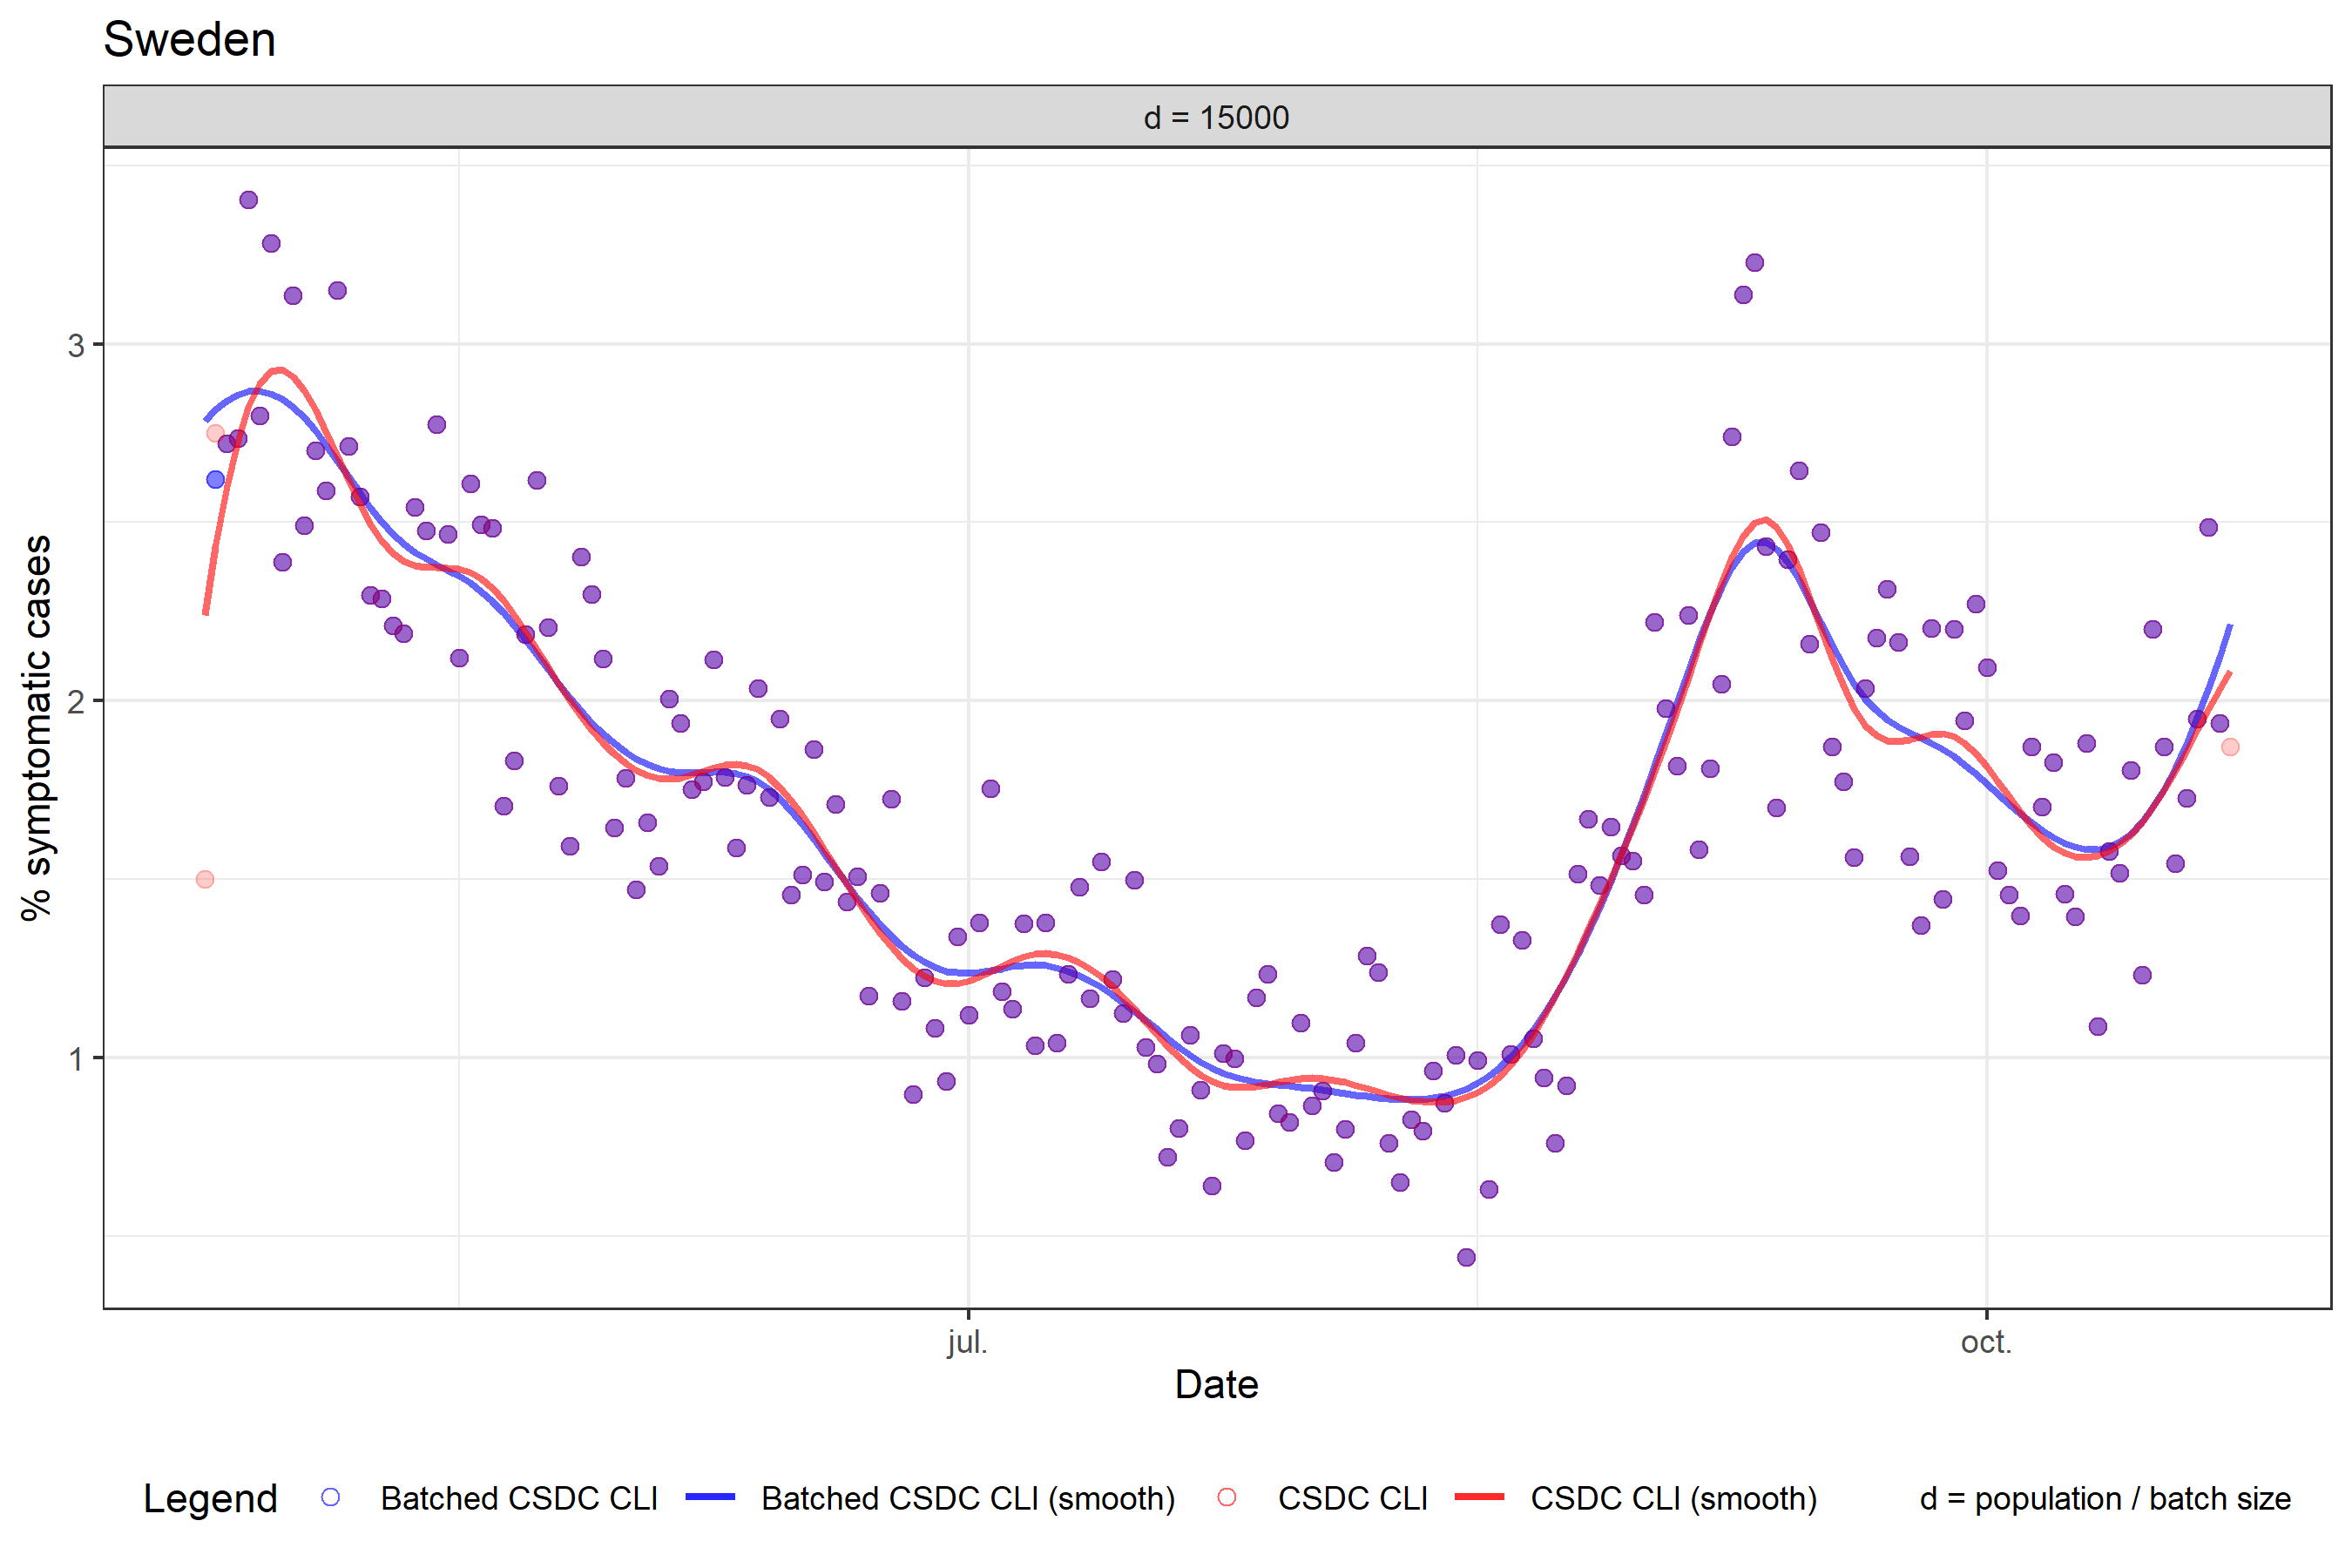 Sweden
d = 15000
3
2
1
% symptomatic cases
jul.
oct.
Date
Legend
Batched CSDC CLI
Batched CSDC CLI (smooth)
CSDC CLI
CSDC CLI (smooth)
d = population / batch size